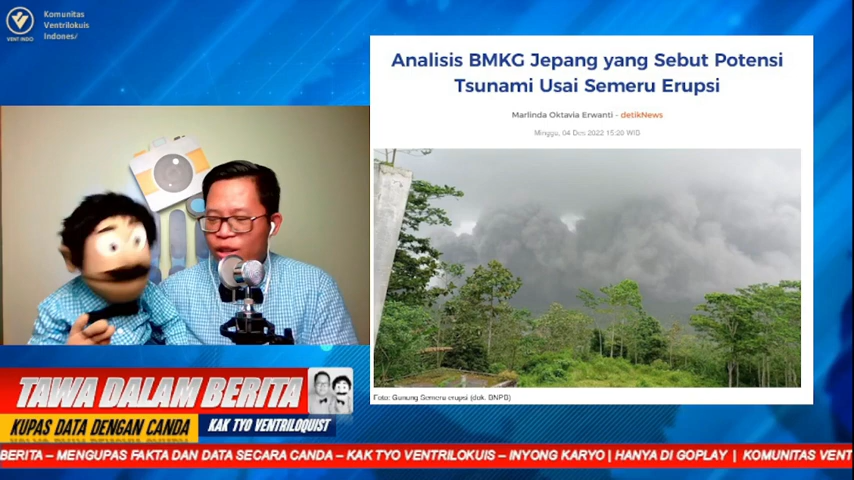 Komunitas
Ventrilokuis
Indones/
VENT INDO
Analisis BMKG Jepang yang Sebut Potensi
Tsunami Usai Semeru Erupsi
Marlinda Oktavia Erwanti - detikNews
Minggu, 04 Des 2022 15:20 WIB
Foto: Gunung Semeru erupsi (dok. BNPB)
TAWA DALAM BERITA
KUPAS DATA DENGAN CANDA
KAK TYO VENTRILOQUIST
BERITA – MENGUPAS FAKTA DAN DATA SECARA CANDA – KAK TYO VENTRILOKUIS – INYONG KARYO | HANYA DI GOPLAY | KOMUNITAS VENT